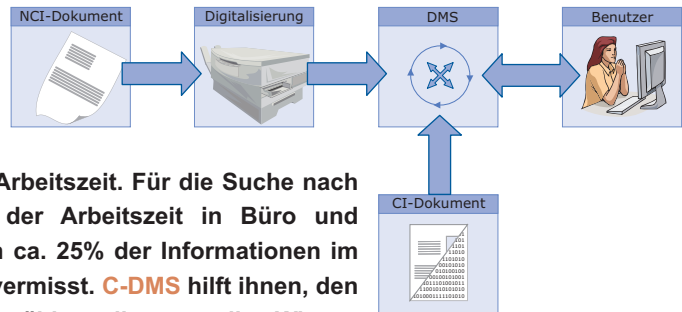 NCI-Dokument
Digitalisierung
DMS
Benutzer
Arbeitszeit. Für die Suche nach
der Arbeitszeit in Büro und
CI-Dokument
ca. 25% der Informationen im
vermisst. C-DMS hilft ihnen, den